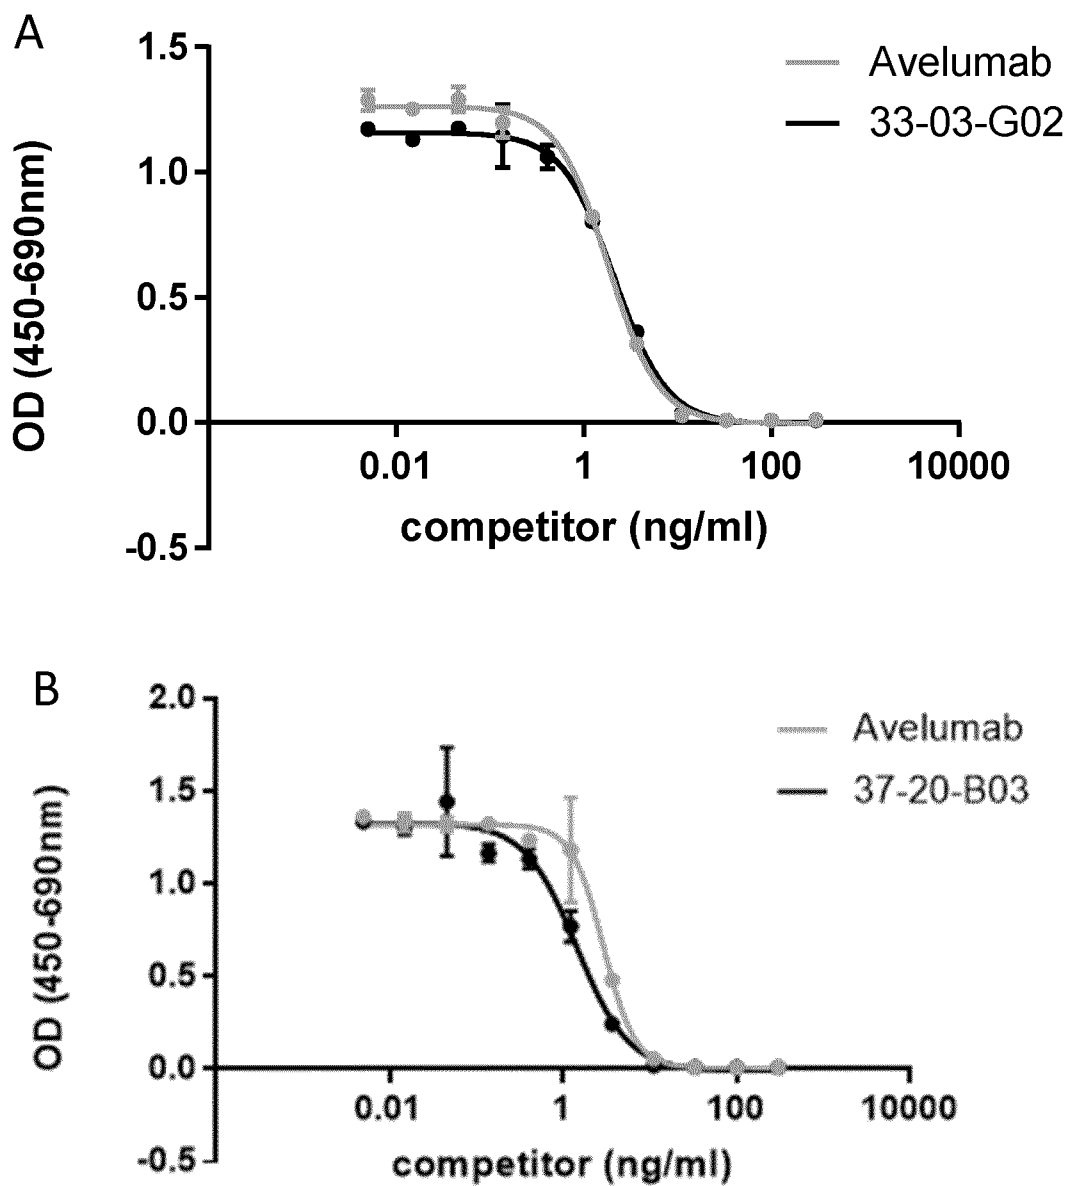 A
1.5
Avelumab
33-03-G02
1.0
OD (450-690nm)
0.5
0.0
0.01 1 100 10000
competitor (ng/ml)
-0.5
B
2.0
Avelumab
1.5
37-20-B03
1.0
OD (450-690nm)
0.5
0.0
0.01 1 100 10000
-0.5
competitor (ng/ml)